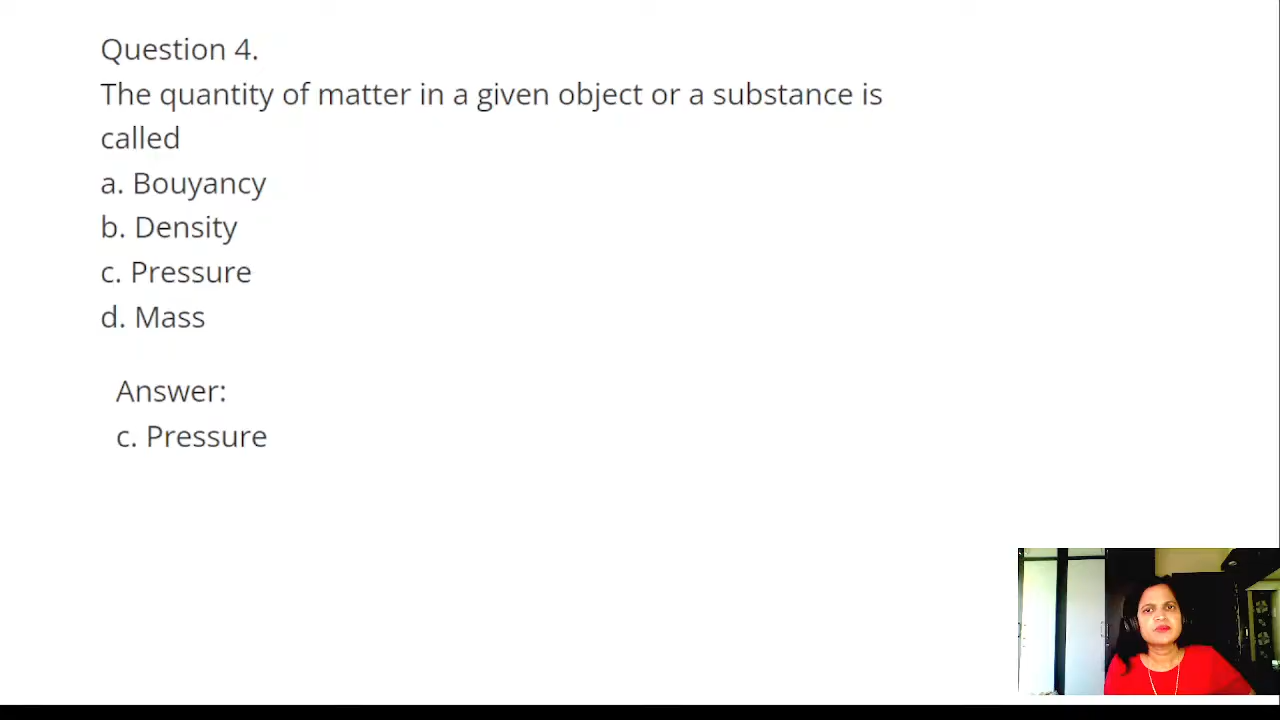 Question 4.
The quantity of matter in a given object or a substance is
called
a. Bouyancy
b. Density
c. Pressure
d. Mass
Answer:
c. Pressure